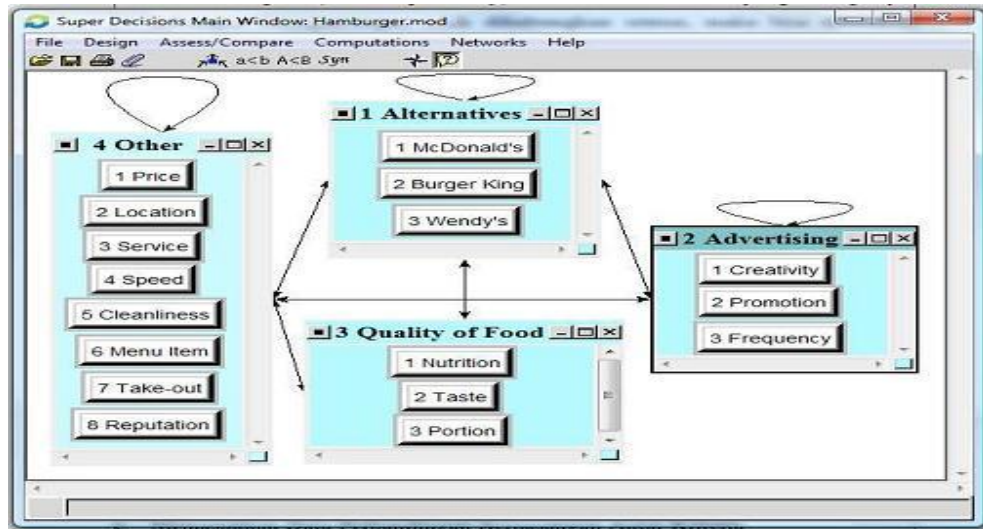 Super Decisions Main Window: Hamburger.mod
File Design Assess/Compare Computations Networks Help
a<b A<B Syn
4 Other
1 Price
2 Location
3 Service
4 Speed
5 Cleanliness
6 Menu Item
7 Take-out
8 Reputation
1 Alternatives
1 McDonald's
2 Burger King
3 Wendy's
3 Quality of Food
1 Nutrition
2 Taste
3 Portion
2 Advertising
1 Creativity
2 Promotion
3 Frequency